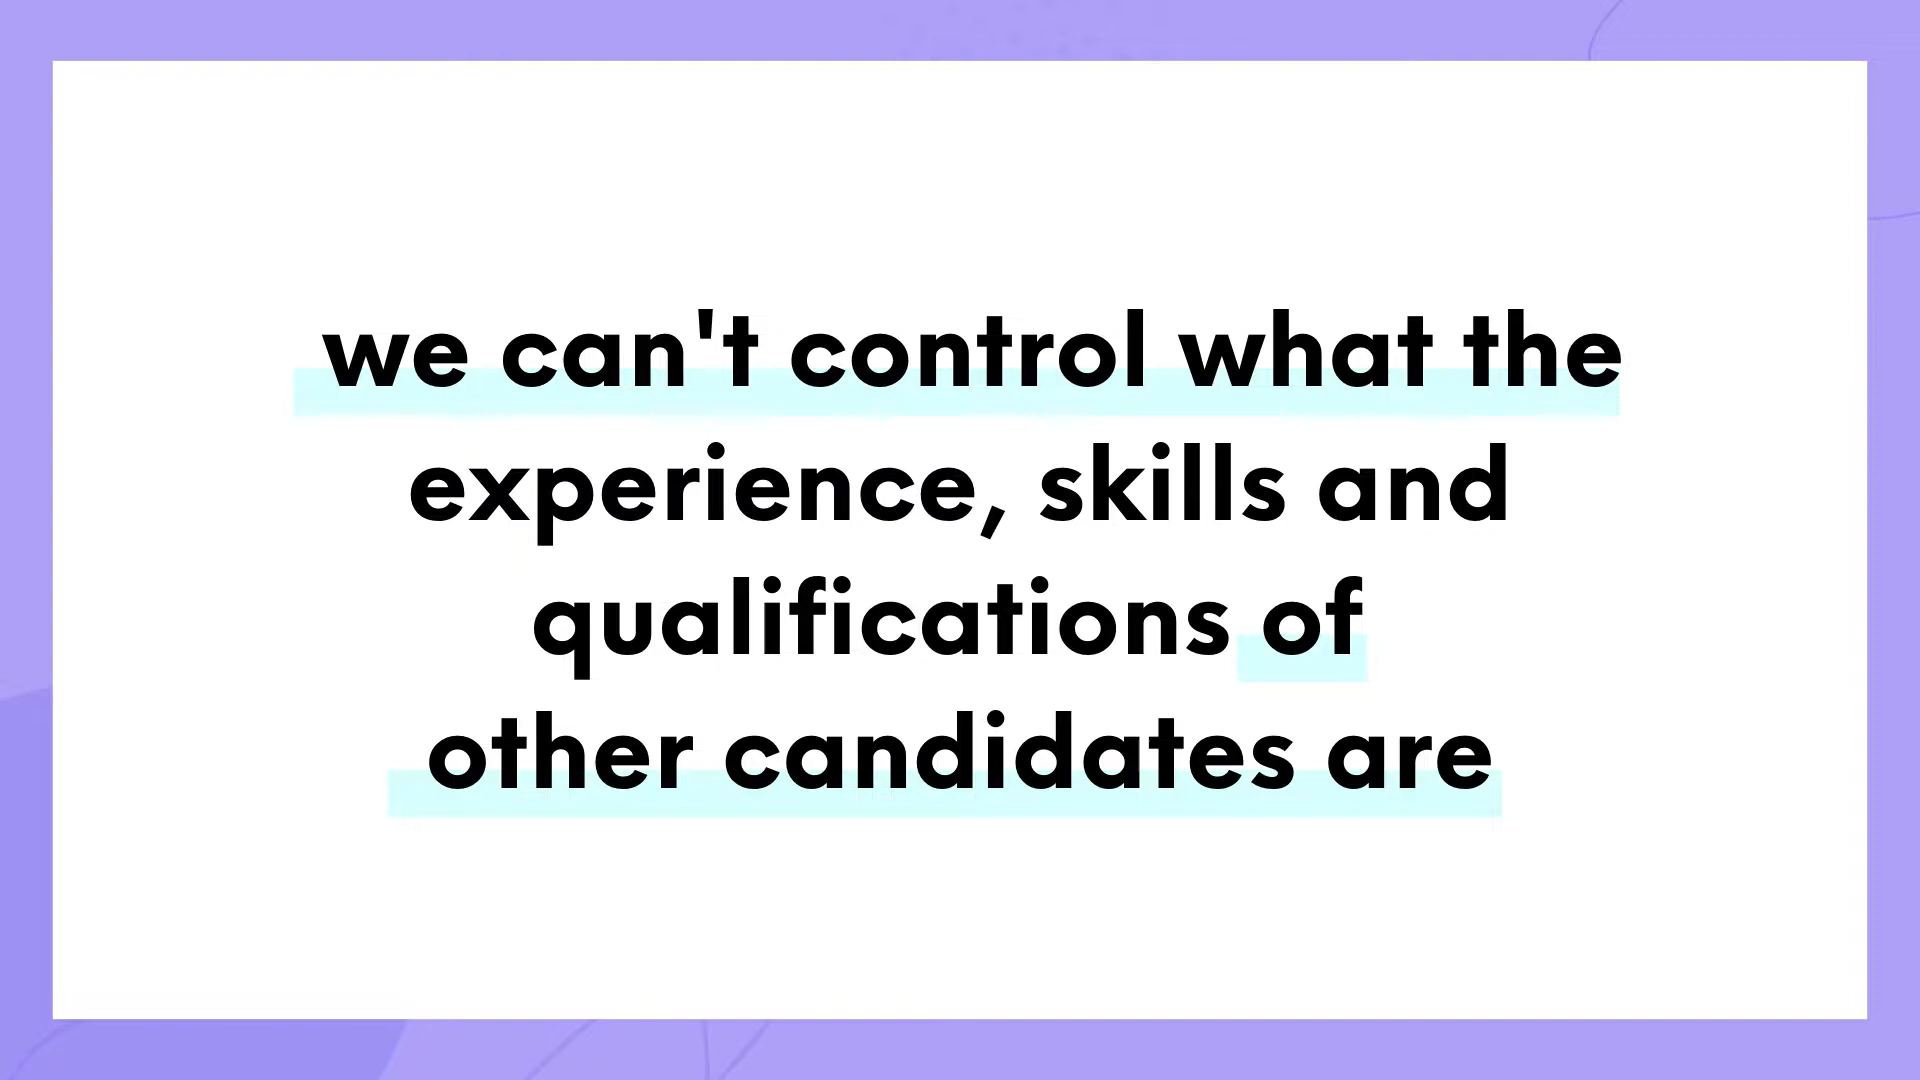 we can't control what the
experience, skills and
qualifications of
other candidates are